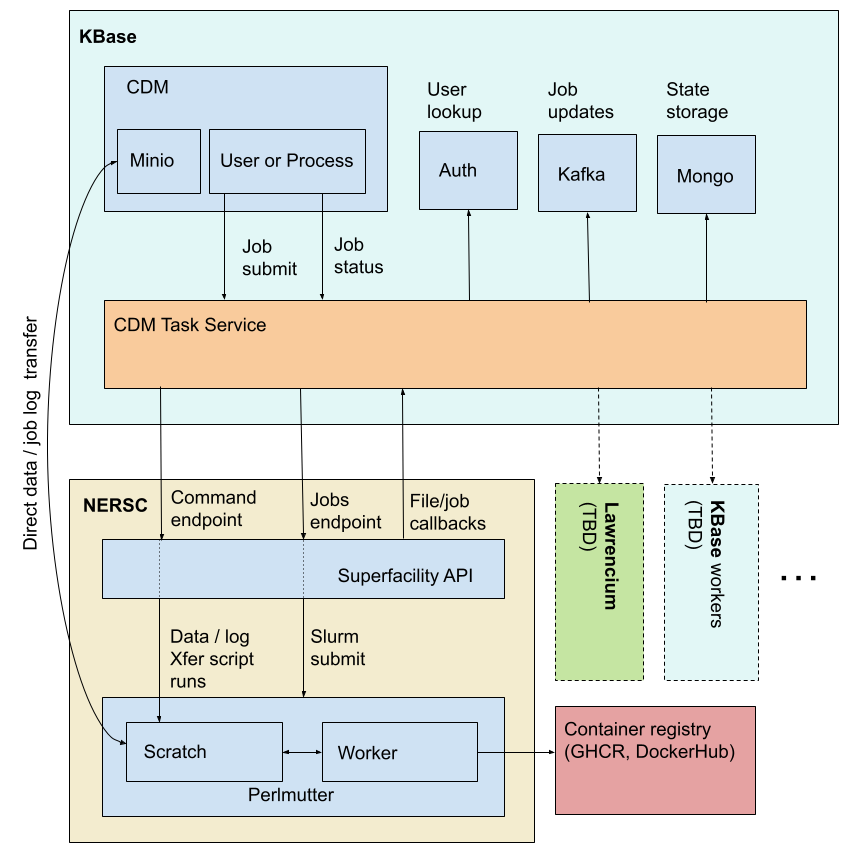 KBase
CDM
Minio
User or Process
User
lookup
Auth
Job
updates
Kafka
State
storage
Mongo
Job
submit
Job
status
CDM Task Service
Direct data / job log  transfer
NERSC
Command
endpoint
Jobs
endpoint
File/job
callbacks
Superfacility API
Data / log
Xfer script
runs
Slurm
submit
Scratch
Worker
Perlmutter
Lawrencium
(TBD)
KBase workers
(TBD)
...
Container registry
(GHCR, DockerHub)